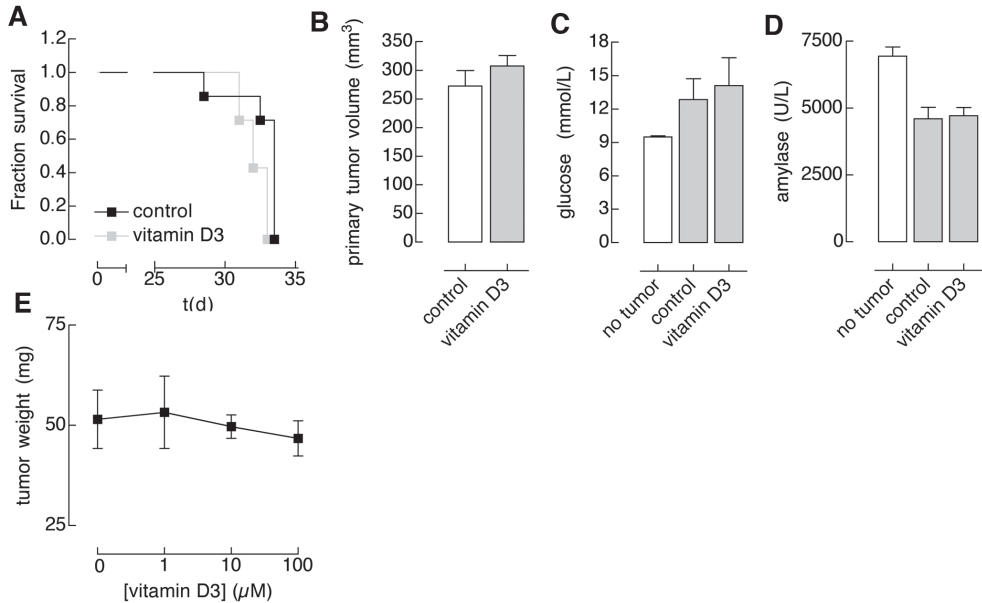 A
Fraction survival
1.2
1.0
0.8
0.6
0.4
0.2
0.0
control
vitamin D3
0 25 30 35
t(d)
B
primary tumor volume (mm3)
350
300
250
200
150
100
50
0
control
vitamin D3
C
glucose (mmol/L)
18
15
12
9
6
3
0
no tumor
control
vitamin D3
D
amylase (U/L)
7500
5000
2500
0
no tumor
control
vitamin D3
E
tumor weight (mg)
75
50
25
0 1 10 100
[vitamin D3] (µM)